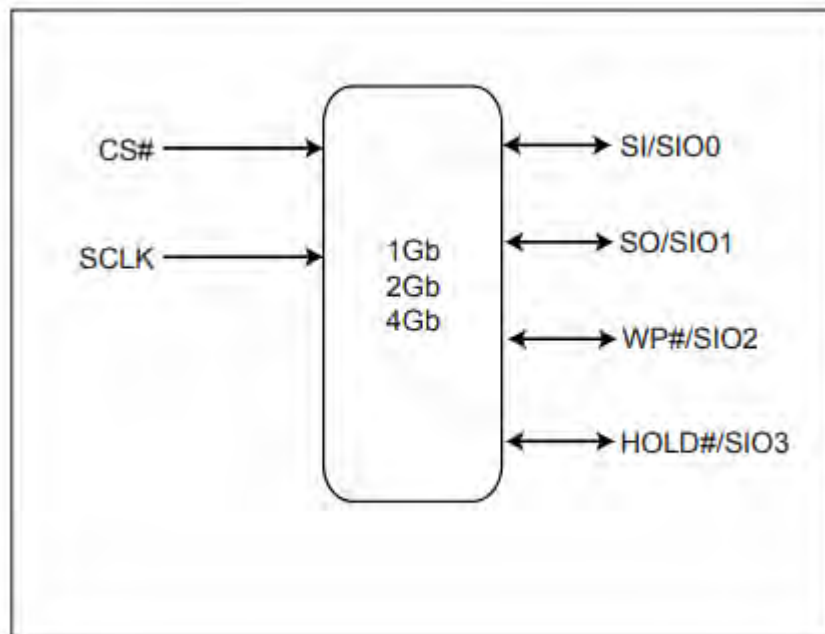 CS#
SCLK
1Gb
2Gb
4Gb
SI/SIO0
SO/SIO1
WP#/SIO2
HOLD#/SIO3